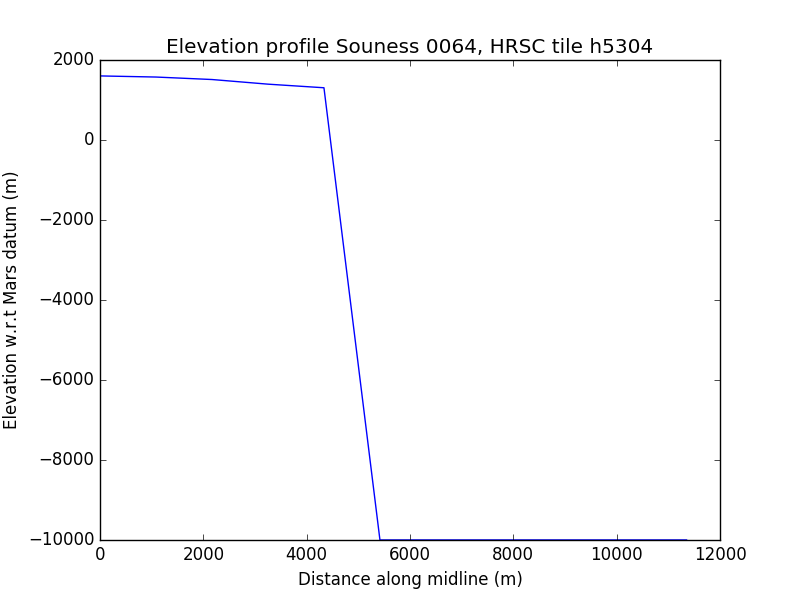 Elevation profile Souness 0064, HRSC tile h5304
Elevation w.r.t Mars datum (m)
2000
0
−2000
−4000
−6000
−8000
−10000
0 2000 4000 6000 8000 10000 12000
Distance along midline (m)